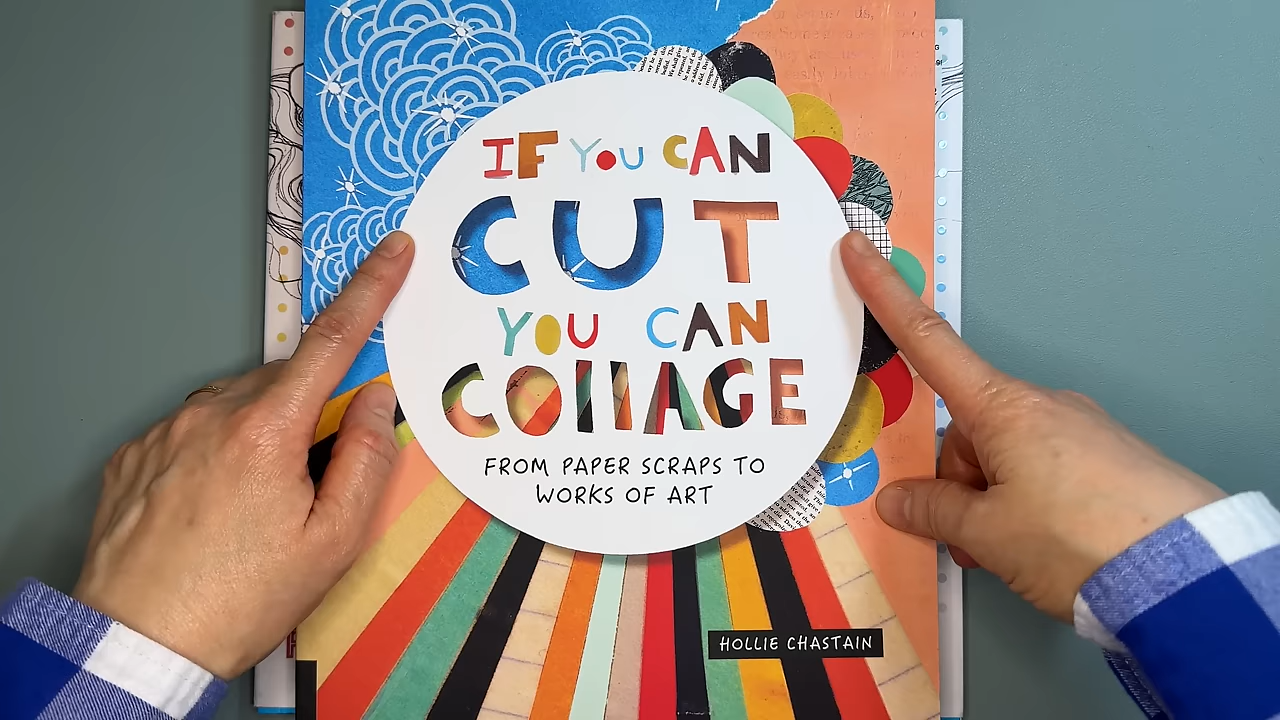 IF YOU CAN
CUT
YOU CAN
COllAGE
FROM PAPER SCRAPS TO
WORKS OF ART
HOLLIE CHASTAIN